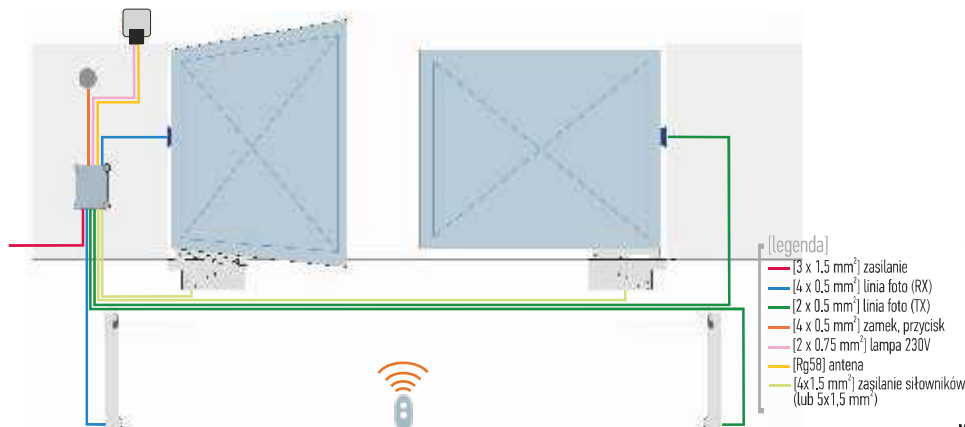 [legenda]
[3 x 1.5 mm²] zasilanie
[4 x 0.5 mm²] linia foto (RX)
[2 x 0.5 mm²] linia foto (TX)
[4 x 0.5 mm²] zamek, przycisk
[2 x 0.75 mm²] lampa 230V
[Rg58] antena
[4x1.5 mm²] zasilanie siłowników
(lub 5x1,5 mm²)